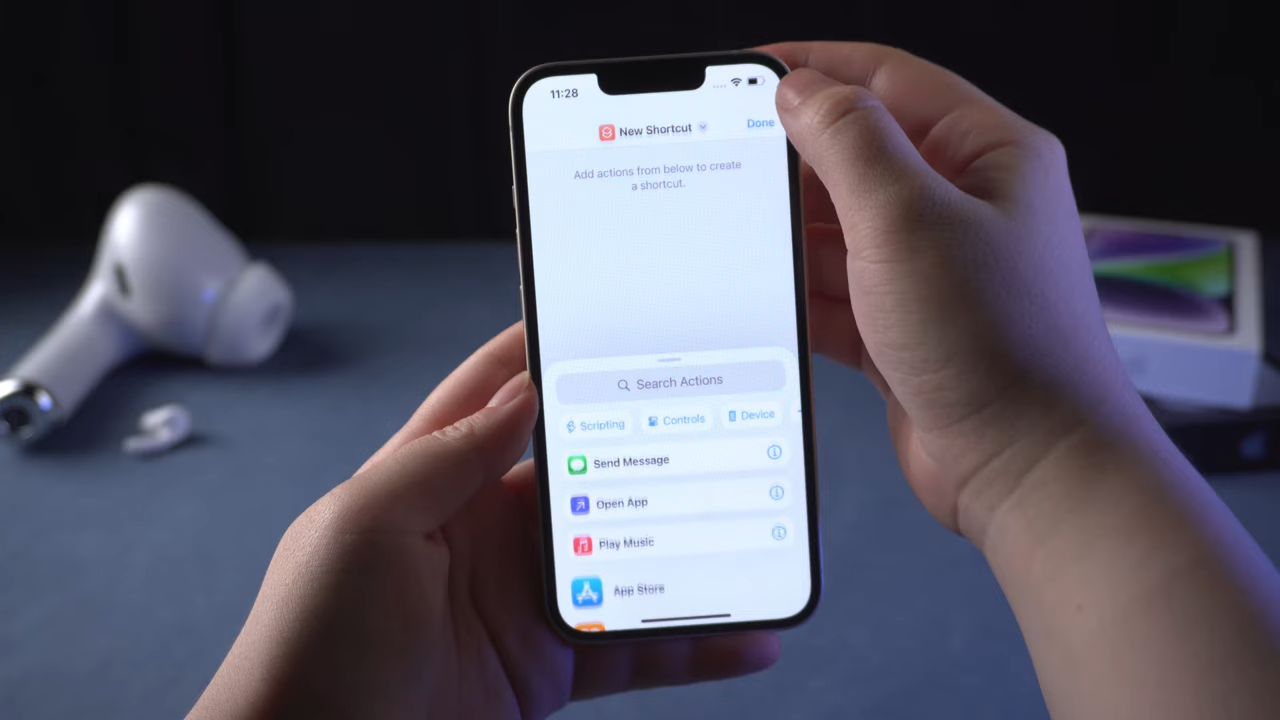 11:28
New Shortcut
Done
Add actions from below to create
a shortcut.
Search Actions
Scripting
Controls
Device
Send Message
Open App
Play Music
App Store